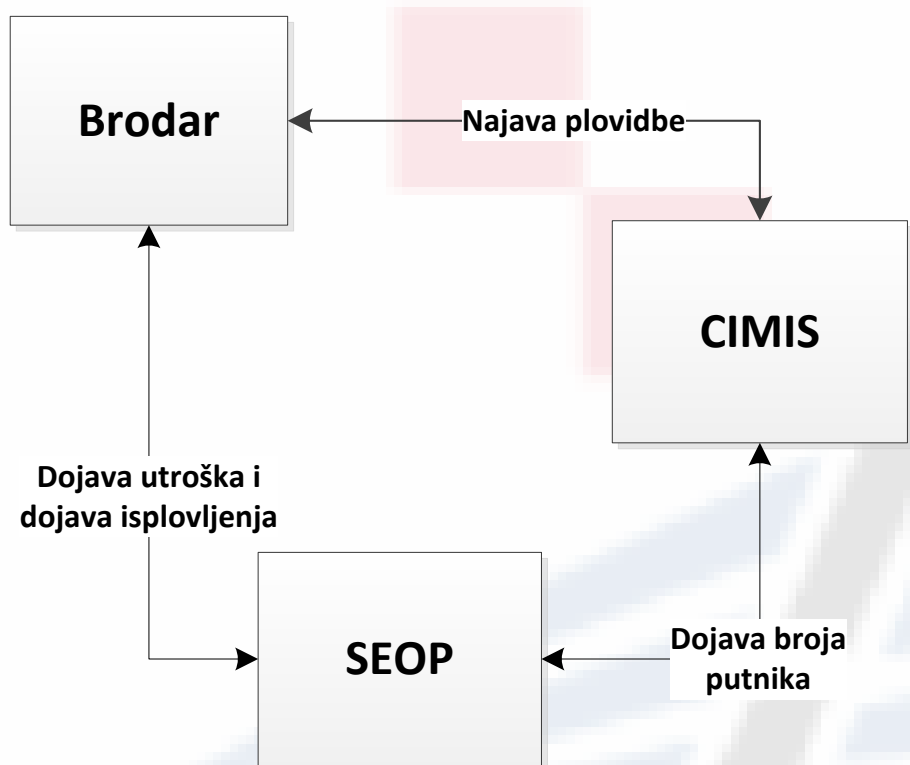 Brodar
Najava plovidbe
CIMIS
Dojava utroška i
dojava isplovljenja
SEOP
Dojava broja
putnika